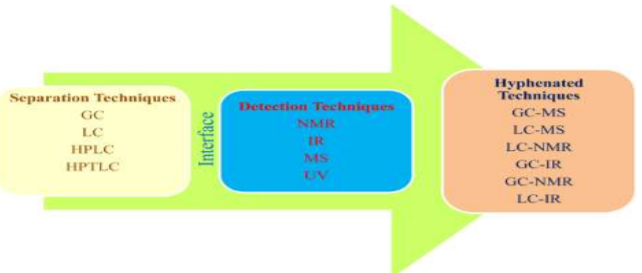 Separation Techniques
GC
LC
HPLC
HPTLC
Interface
Detection Techniques
NMR
IR
MS
UV
Hyphenated
Techniques
GC-MS
LC-MS
LC-NMR
GC-IR
GC-NMR
LC-IR